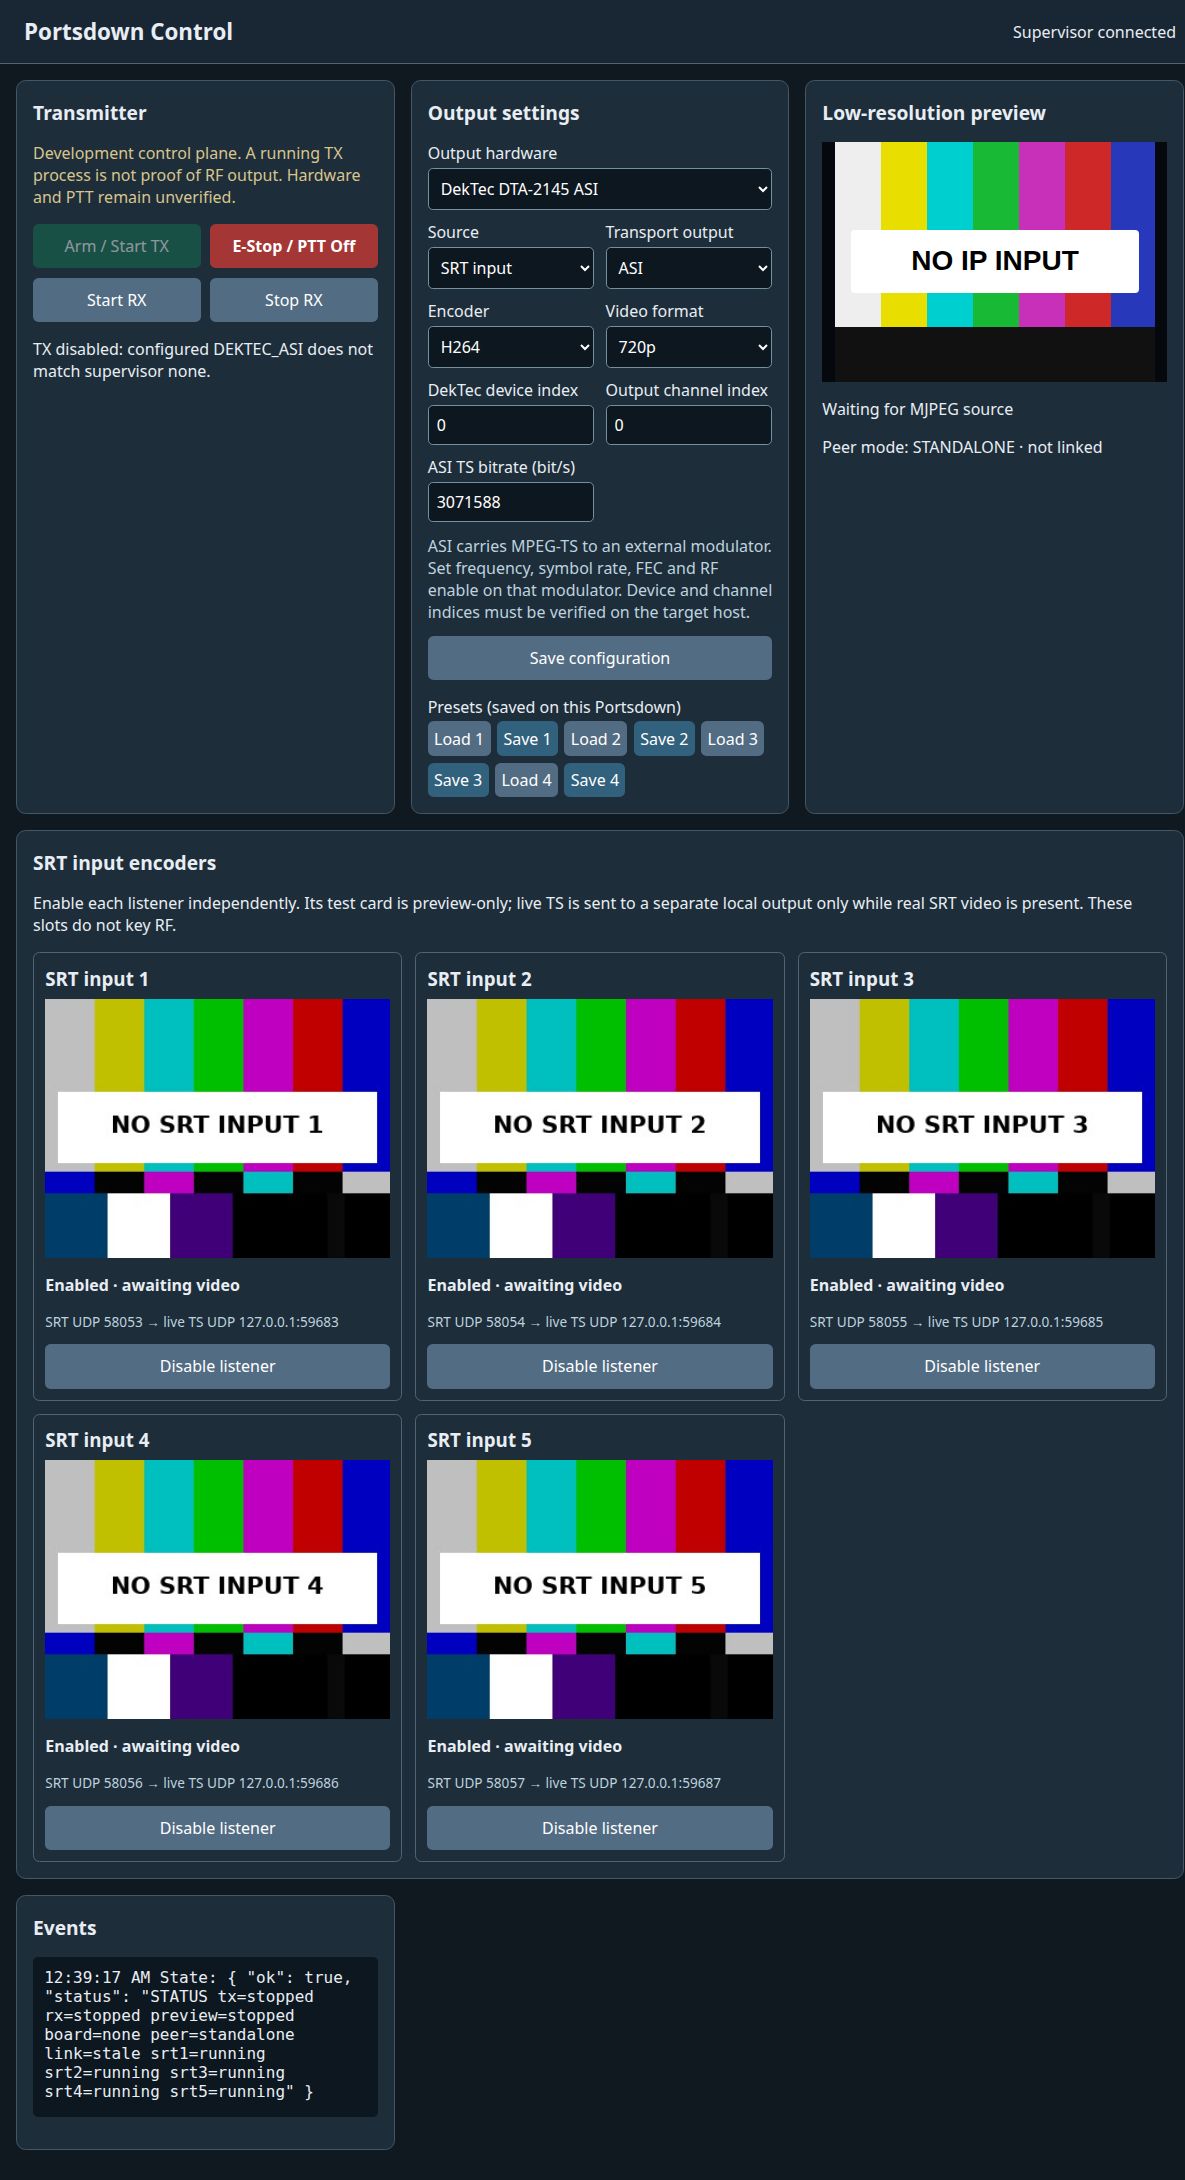 Portsdown Control
Supervisor connected
Transmitter
Development control plane. A running TX
process is not proof of RF output. Hardware
and PTT remain unverified.
Arm / Start TX
E-Stop / PTT Off
Start RX
Stop RX
TX disabled: configured DEKTEC_ASI does not
match supervisor none.
Output settings
Output hardware
DekTec DTA-2145 ASI
Source
Transport output
SRT input
ASI
Encoder
Video format
H264
720p
DekTec device index
Output channel index
0
0
ASI TS bitrate (bit/s)
3071588
ASI carries MPEG-TS to an external modulator.
Set frequency, symbol rate, FEC and RF
enable on that modulator. Device and channel
indices must be verified on the target host.
Save configuration
Presets (saved on this Portsdown)
Load 1
Save 1
Load 2
Save 2
Load 3
Save 3
Load 4
Save 4
Low-resolution preview
NO IP INPUT
Waiting for MJPEG source
Peer mode: STANDALONE · not linked
SRT input encoders
Enable each listener independently. Its test card is preview-only; live TS is sent to a separate local output only while real SRT video is present. These
slots do not key RF.
SRT input 1
NO SRT INPUT 1
Enabled · awaiting video
SRT UDP 58053 → live TS UDP 127.0.0.1:59683
Disable listener
SRT input 2
NO SRT INPUT 2
Enabled · awaiting video
SRT UDP 58054 → live TS UDP 127.0.0.1:59684
Disable listener
SRT input 3
NO SRT INPUT 3
Enabled · awaiting video
SRT UDP 58055 → live TS UDP 127.0.0.1:59685
Disable listener
SRT input 4
NO SRT INPUT 4
Enabled · awaiting video
SRT UDP 58056 → live TS UDP 127.0.0.1:59686
Disable listener
SRT input 5
NO SRT INPUT 5
Enabled · awaiting video
SRT UDP 58057 → live TS UDP 127.0.0.1:59687
Disable listener
Events
12:39:17 AM State: { "ok": true,
"status": "STATUS tx=stopped
rx=stopped preview=stopped
board=none peer=standalone
link=stale srt1=running
srt2=running srt3=running
srt4=running srt5=running" }